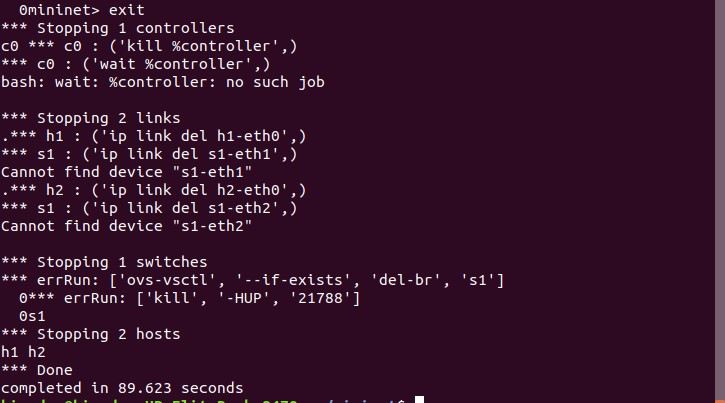 0mininet> exit
*** Stopping 1 controllers
c0 *** c0 : ('kill %controller',)
*** c0 : ('wait %controller',)
bash: wait: %controller: no such job
*** Stopping 2 links
.*** h1 : ('ip link del h1-eth0',)
*** s1 : ('ip link del s1-eth1',)
Cannot find device "s1-eth1"
.*** h2 : ('ip link del h2-eth0',)
*** s1 : ('ip link del s1-eth2',)
Cannot find device "s1-eth2"
*** Stopping 1 switches
*** errRun: ['ovs-vsctl', '--if-exists', 'del-br', 's1']
0*** errRun: ['kill', '-HUP', '21788']
0s1
*** Stopping 2 hosts
h1 h2
*** Done
completed in 89.623 seconds